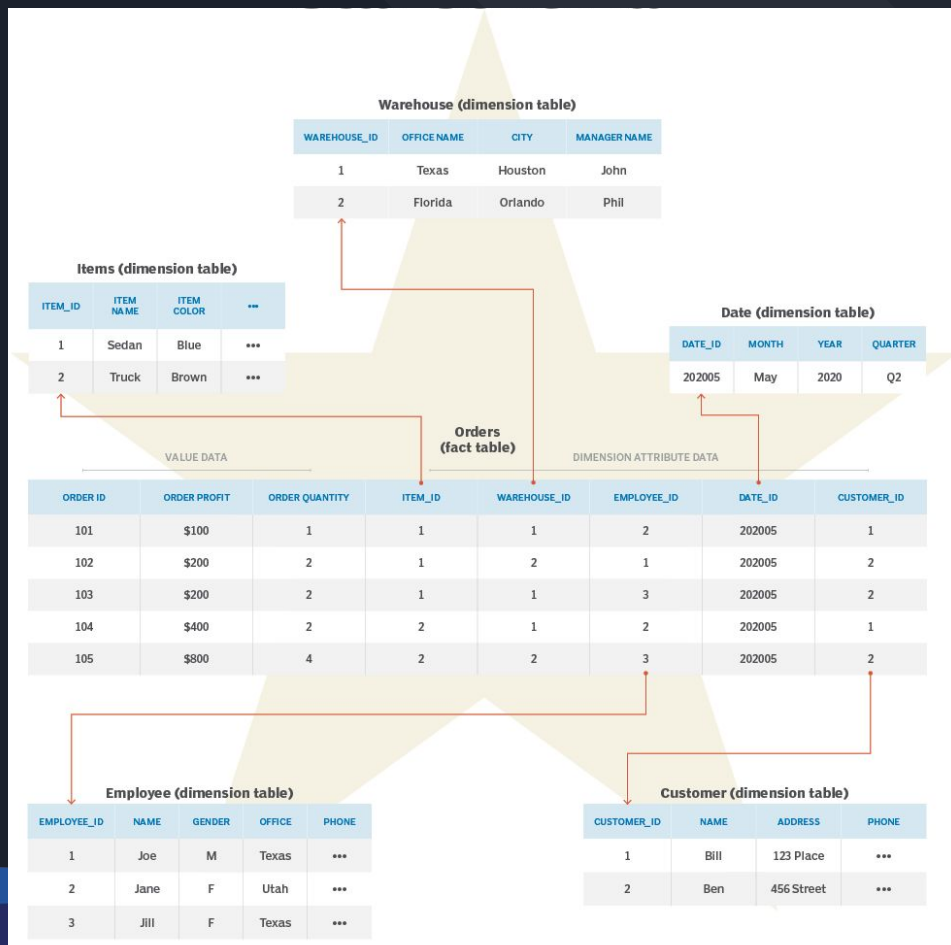 Warehouse (dimension table)
WAREHOUSE_ID OFFICE NAME CITY MANAGER NAME
1 Texas Houston John
2 Florida Orlando Phil
Items (dimension table)
ITEM_ID ITEM NAME ITEM COLOR •••
1 Sedan Blue •••
2 Truck Brown •••
Date (dimension table)
DATE_ID MONTH YEAR QUARTER
202005 May 2020 Q2
Orders
(fact table)
VALUE DATA DIMENSION ATTRIBUTE DATA
ORDER ID ORDER PROFIT ORDER QUANTITY ITEM_ID WAREHOUSE_ID EMPLOYEE_ID DATE_ID CUSTOMER_ID
101 $100 1 1 1 2 202005 1
102 $200 2 1 2 1 202005 2
103 $200 2 1 1 3 202005 2
104 $400 2 2 1 2 202005 1
105 $800 4 2 2 3 202005 2
Employee (dimension table)
EMPLOYEE_ID NAME GENDER OFFICE PHONE
1 Joe M Texas •••
2 Jane F Utah •••
3 Jill F Texas •••
Customer (dimension table)
CUSTOMER_ID NAME ADDRESS PHONE
1 Bill 123 Place •••
2 Ben 456 Street •••